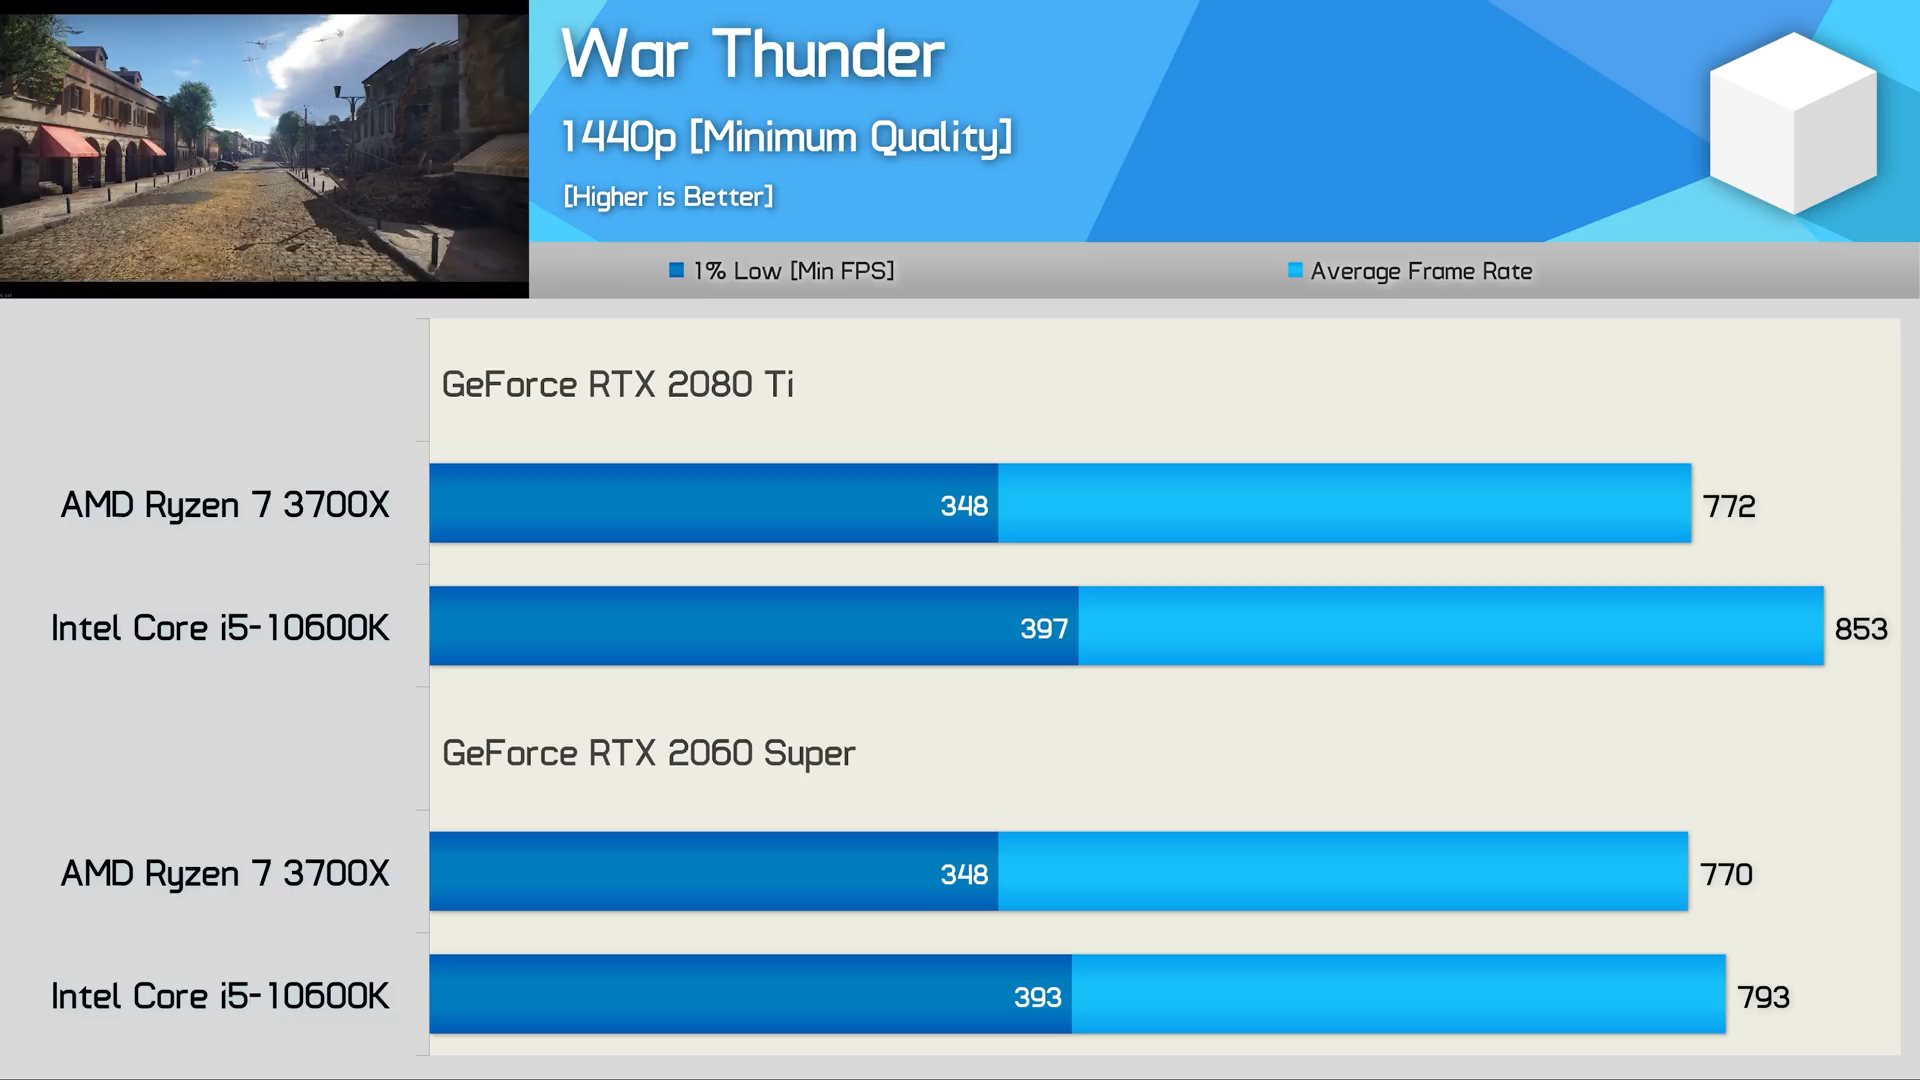 War Thunder
1440p [Minimum Quality]
[Higher is Better]
1% Low [Min FPS]
Average Frame Rate
GeForce RTX 2080 Ti
AMD Ryzen 7 3700X
348
772
Intel Core i5-10600K
397
853
GeForce RTX 2060 Super
AMD Ryzen 7 3700X
348
770
Intel Core i5-10600K
393
793